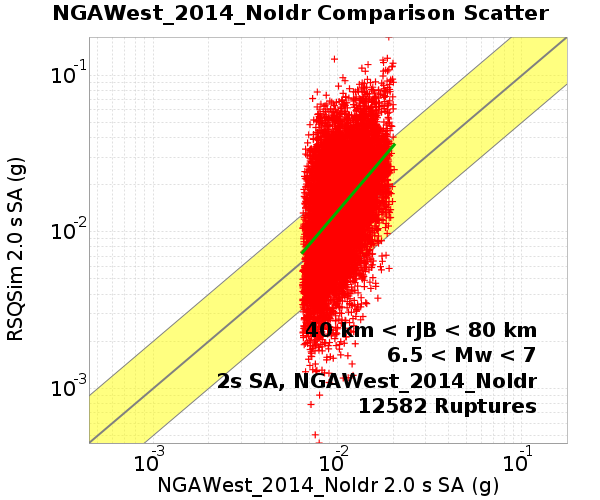 NGAWest_2014_NoIdr Comparison Scatter
RSQSim 2.0 s SA (g)
10-1
10-2
10-3
40 km < rJB < 80 km
6.5 < Mw < 7
2s SA, NGAWest_2014_NoIdr
12582 Ruptures
10-3 10-2 10-1
NGAWest_2014_NoIdr 2.0 s SA (g)